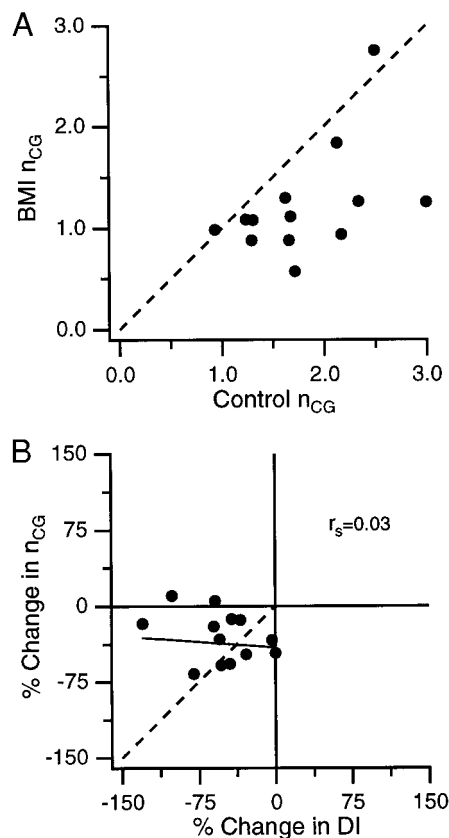 A
3.0
2.0
1.0
0.0
BMI nCG
0.0 1.0 2.0 3.0
Control nCG
B
150
75
0
-75
-150
% Change in nCG
rs=0.03
-150 -75 0 75 150
% Change in DI